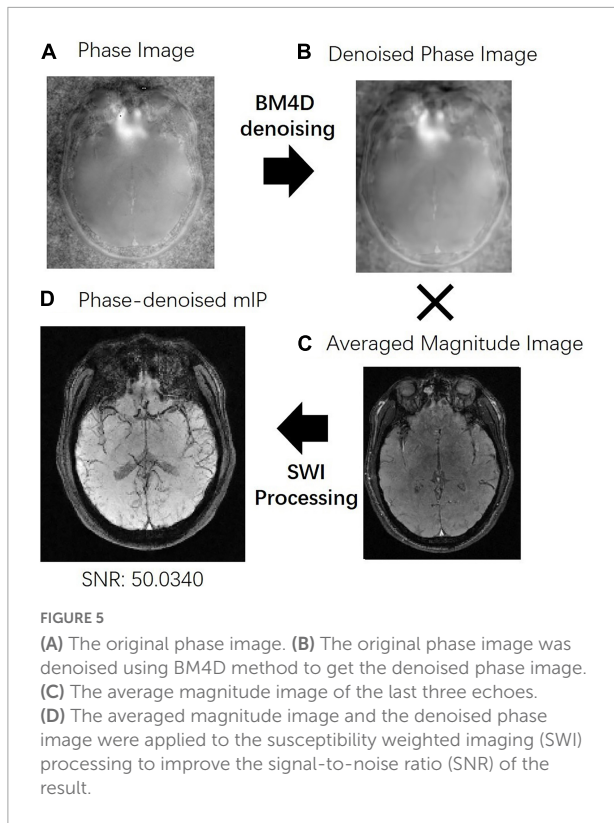 A Phase Image
B Denoised Phase Image
BM4D
denoising
D Phase-denoised mIP
C Averaged Magnitude Image
SWI
Processing
SNR: 50.0340
FIGURE 5
(A) The original phase image. (B) The original phase image was
denoised using BM4D method to get the denoised phase image.
(C) The average magnitude image of the last three echoes.
(D) The averaged magnitude image and the denoised phase
image were applied to the susceptibility weighted imaging (SWI)
processing to improve the signal-to-noise ratio (SNR) of the
result.